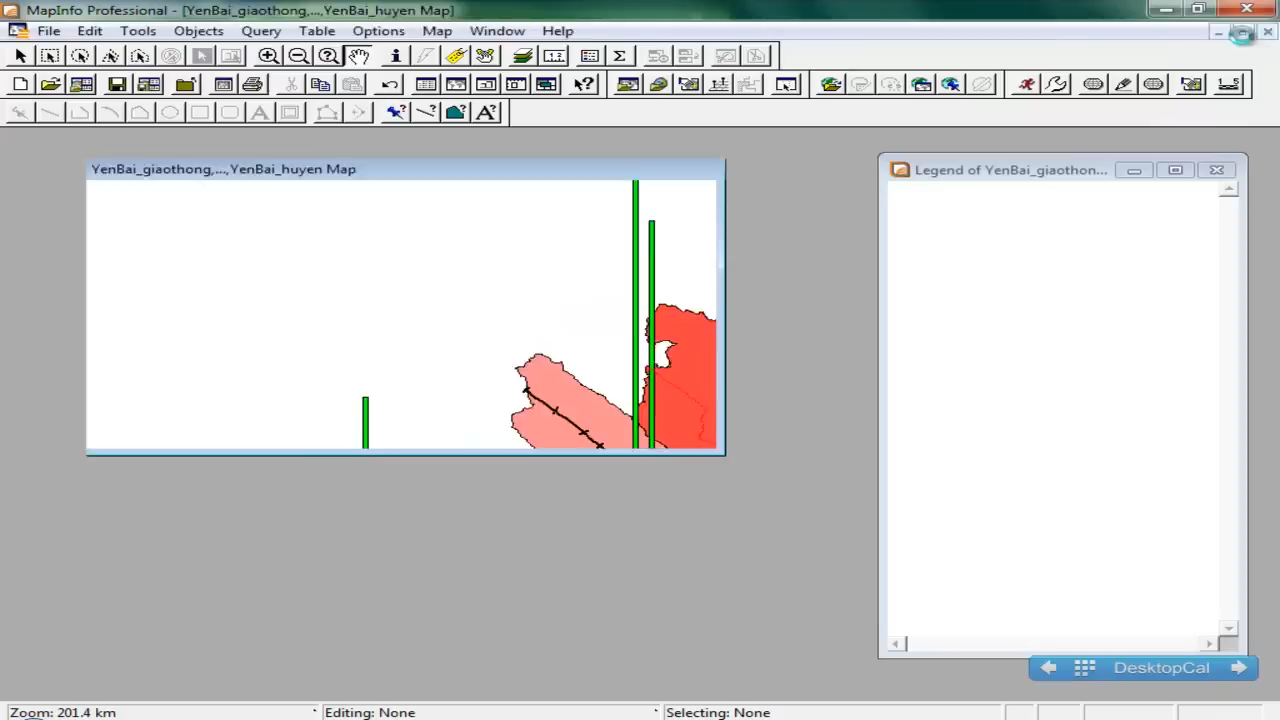 MapInfo Professional - [YenBai_giaothong,...,YenBai_huyen Map]
File Edit Tools Objects Query Table Options Map Window Help
YenBai_giaothong,...,YenBai_huyen Map
Legend of YenBai_giaothon...
DesktopCal
Zoom: 201.4 km
Editing: None
Selecting: None